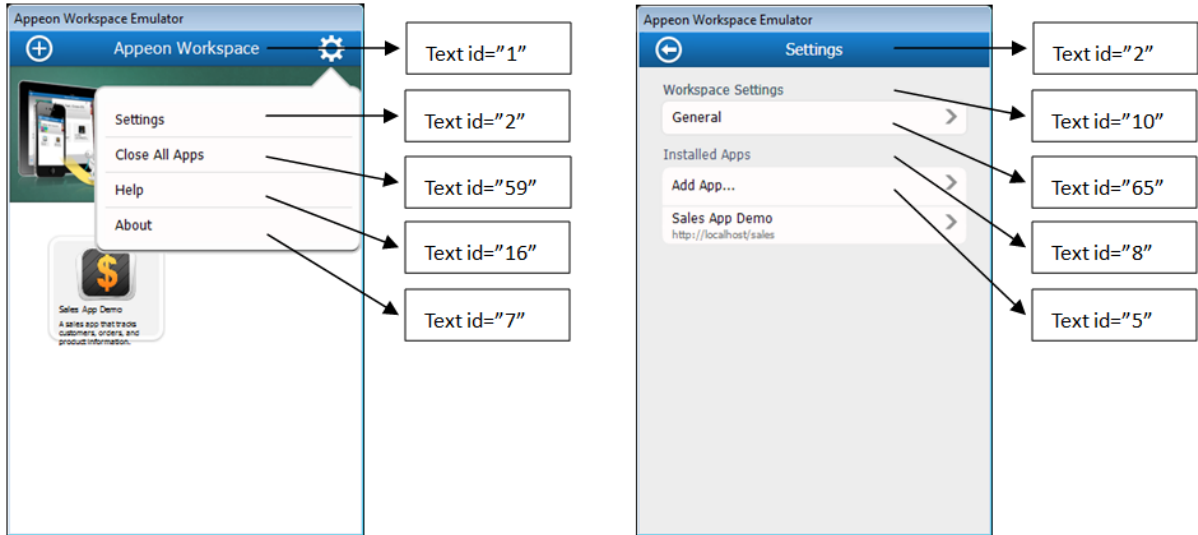 Appeon Workspace Emulator
Appeon Workspace
Text id=”1”
Settings
Text id=”2”
Close All Apps
Text id=”59”
Help
Text id=”16”
About
Text id=”7”
Sales App Demo
A sales app that tracks
customers, orders, and
product information.
Appeon Workspace Emulator
Settings
Text id=”2”
Workspace Settings
Text id=”10”
General
Text id=”65”
Installed Apps
Text id=”8”
Add App...
Text id=”5”
Sales App Demo
http://localhost/sales